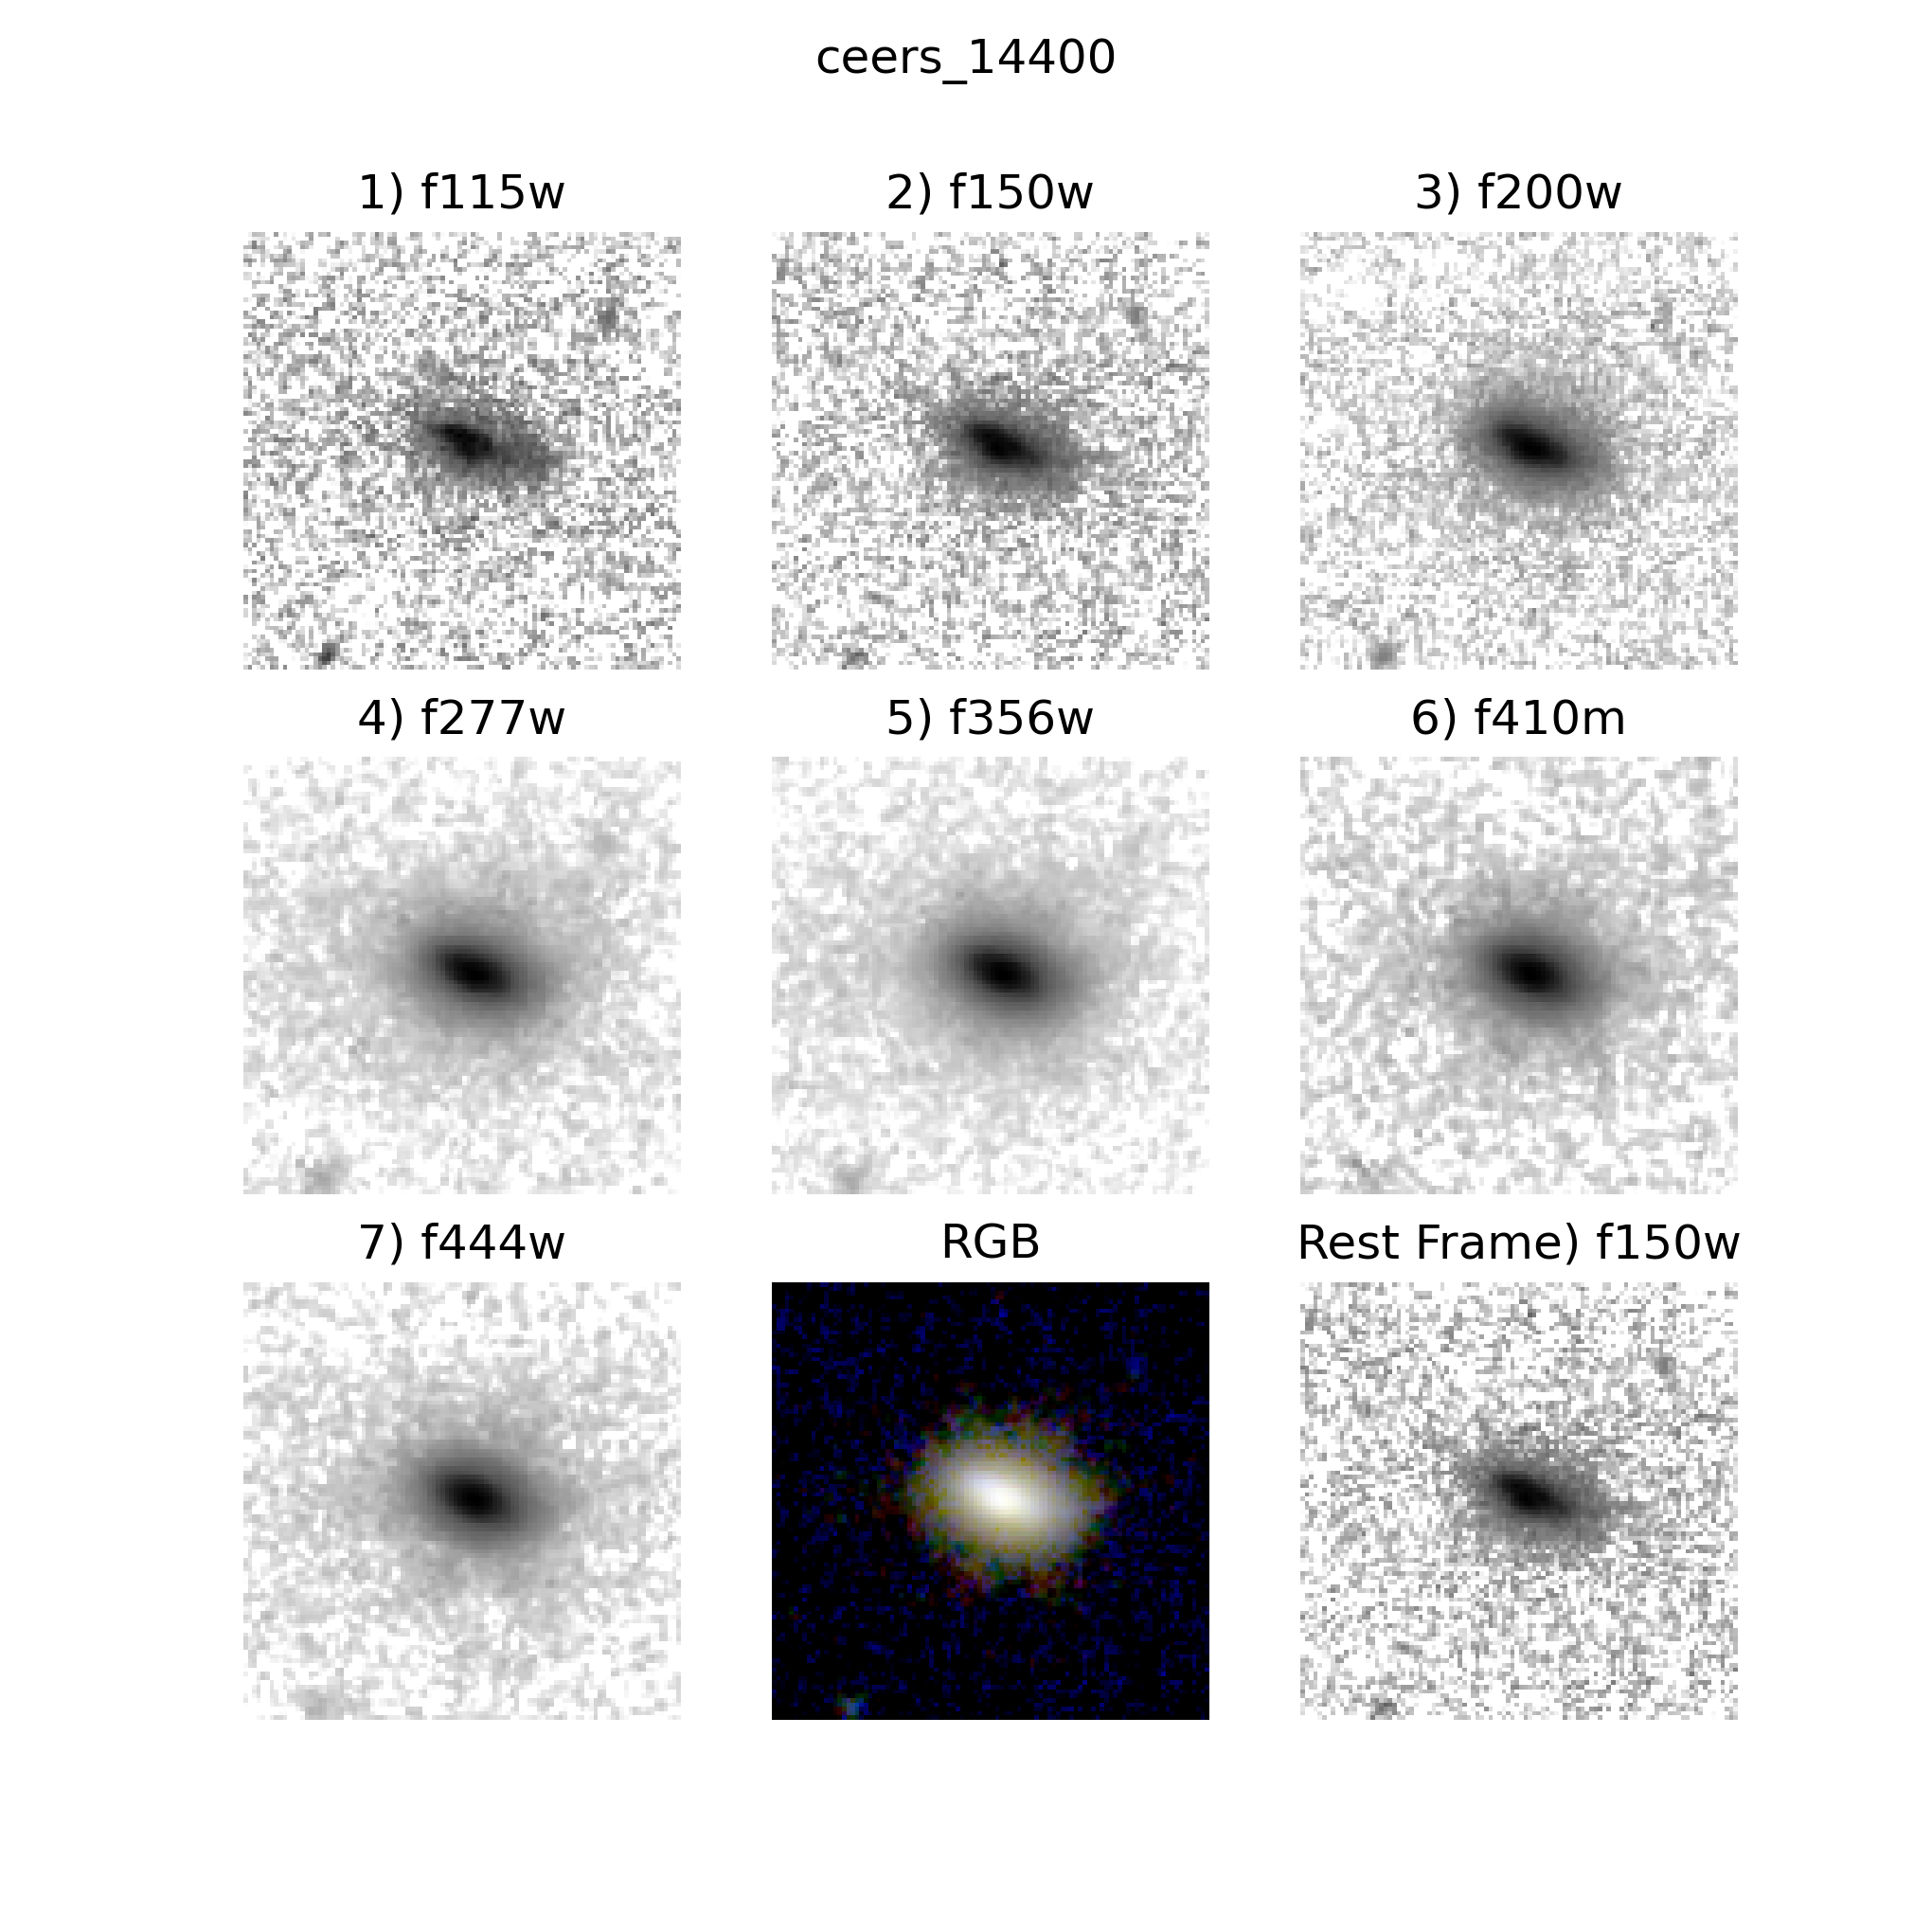 ceers_14400
1) f115w
2) f150w
3) f200w
4) f277w
5) f356w
6) f410m
7) f444w
RGB
Rest Frame) f150w